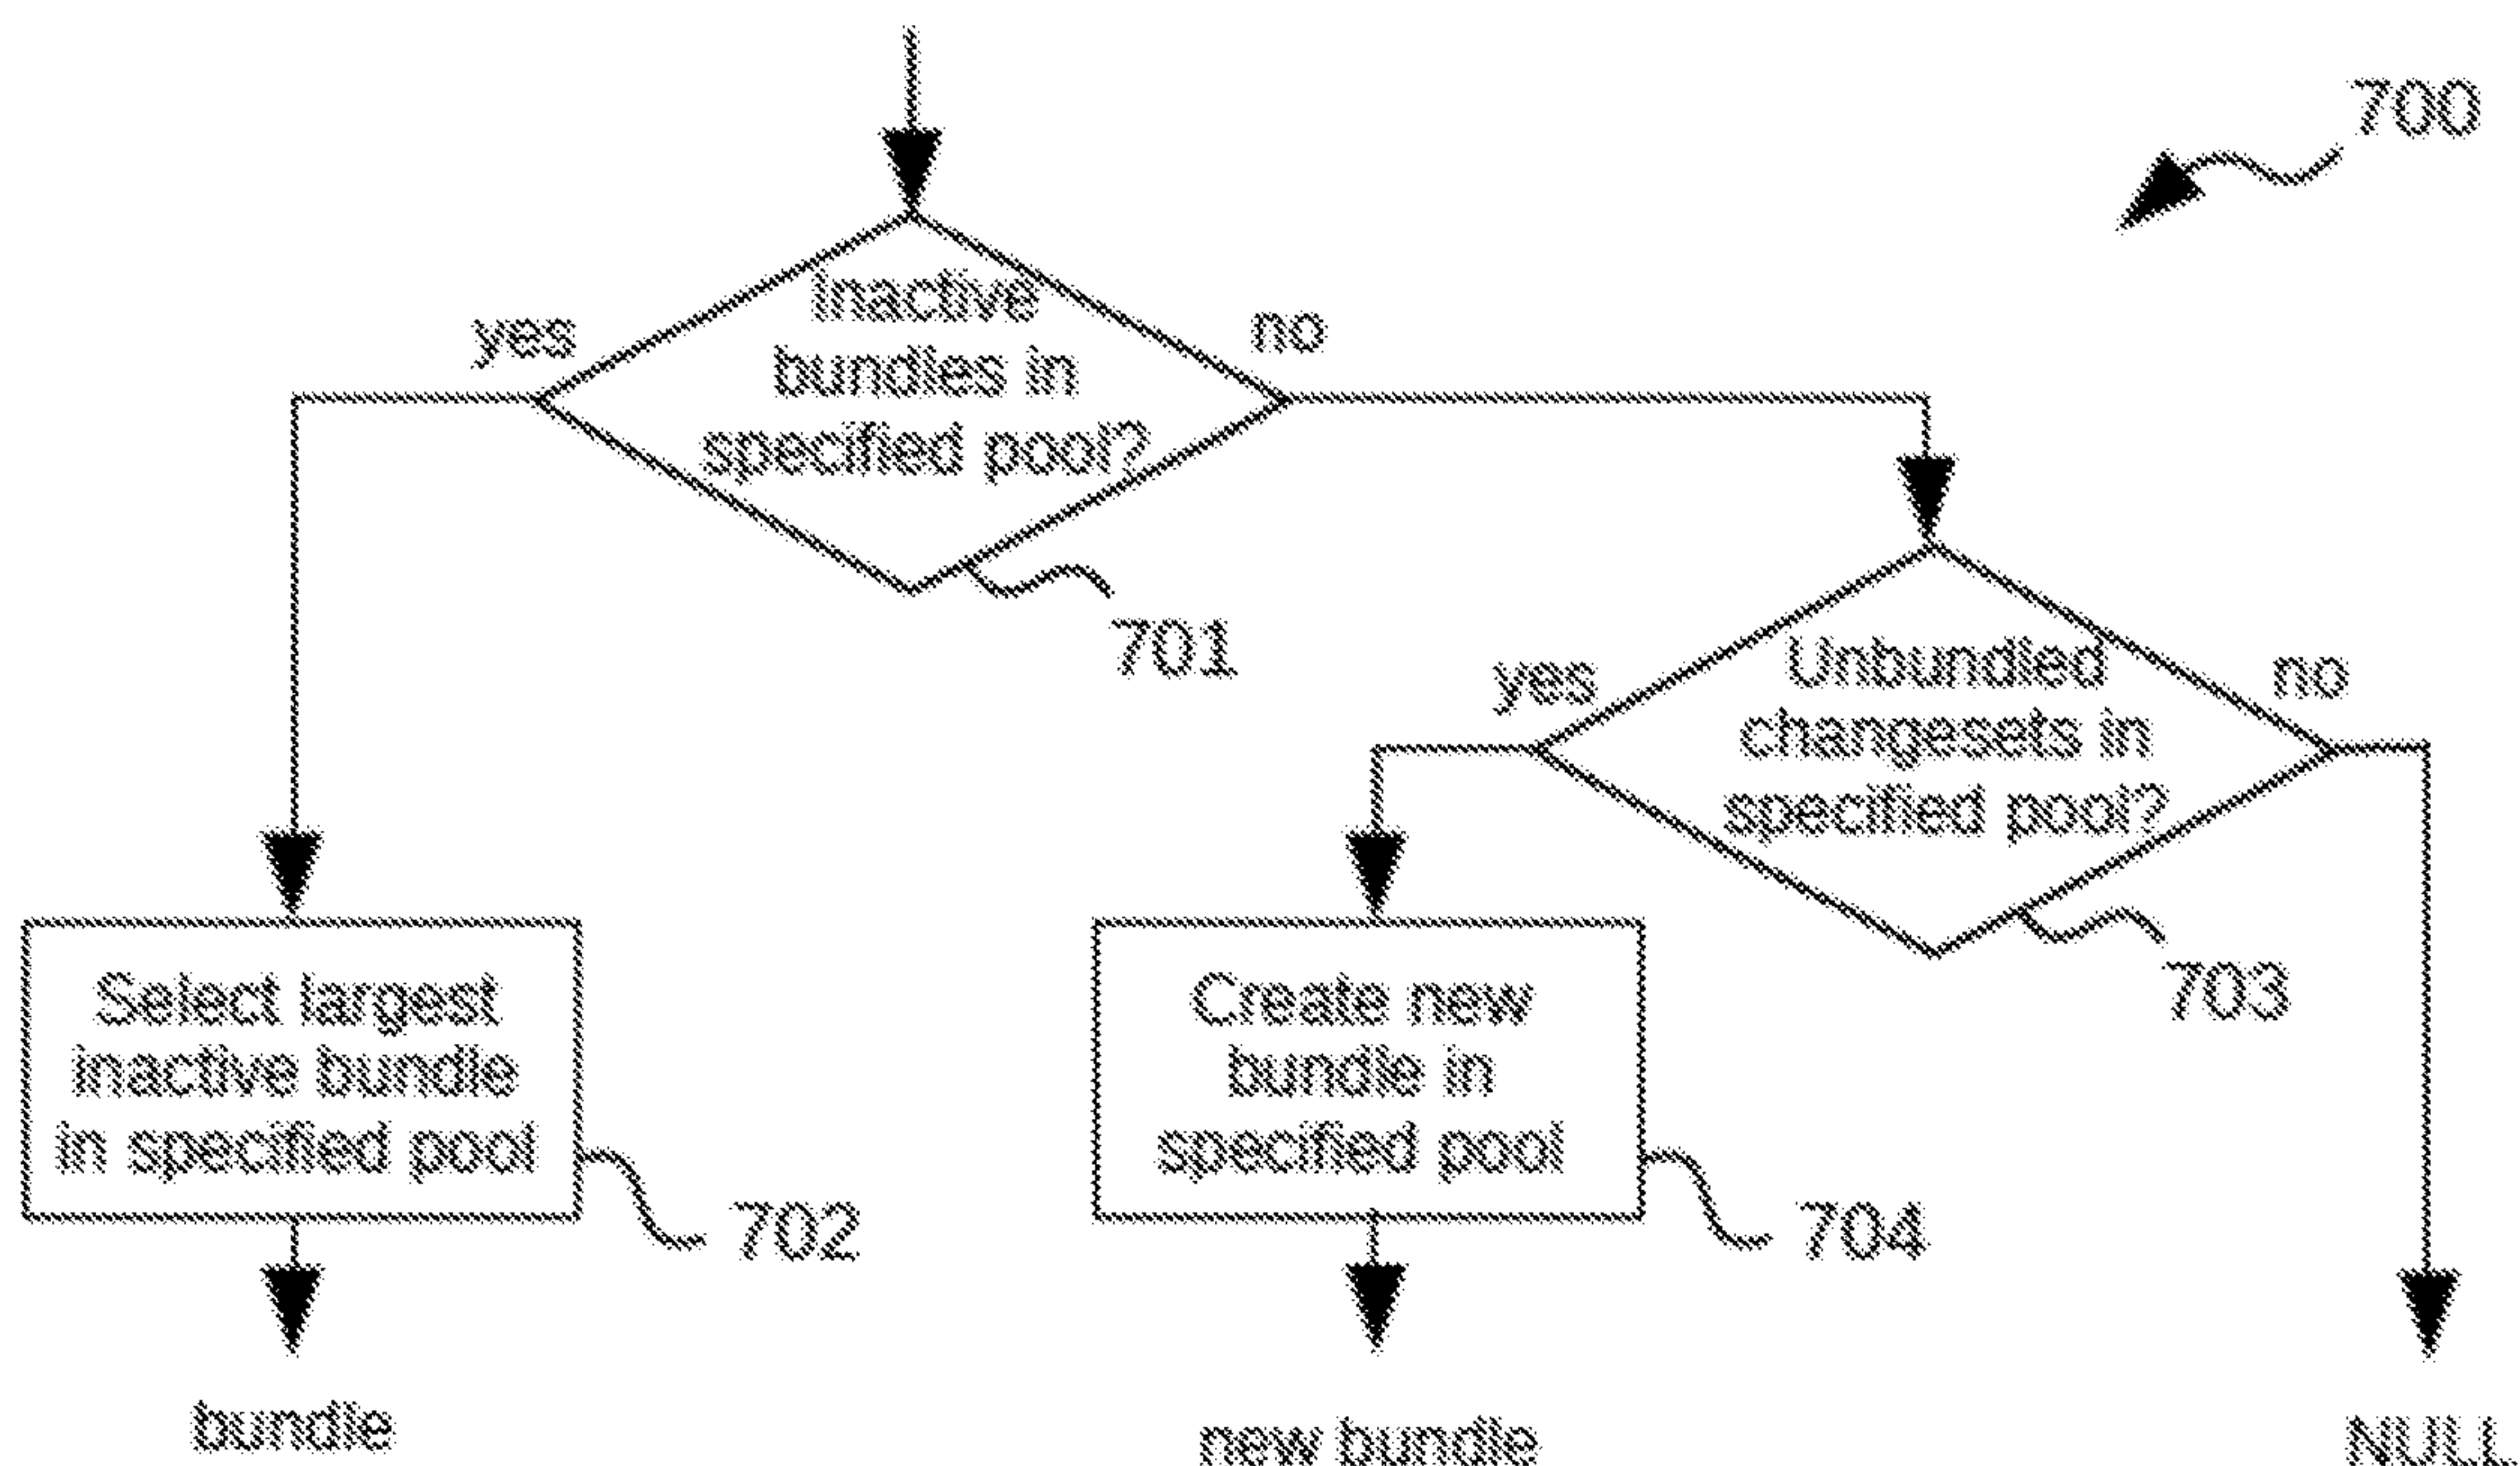 700
Inactive
bundles in
specified pool?
yes
no
701
Unbundled
changesets in
specified pool?
yes
no
703
Select largest
inactive bundle
in specified pool
702
Create new
bundle in
specified pool
704
bundle
new bundle
NULL